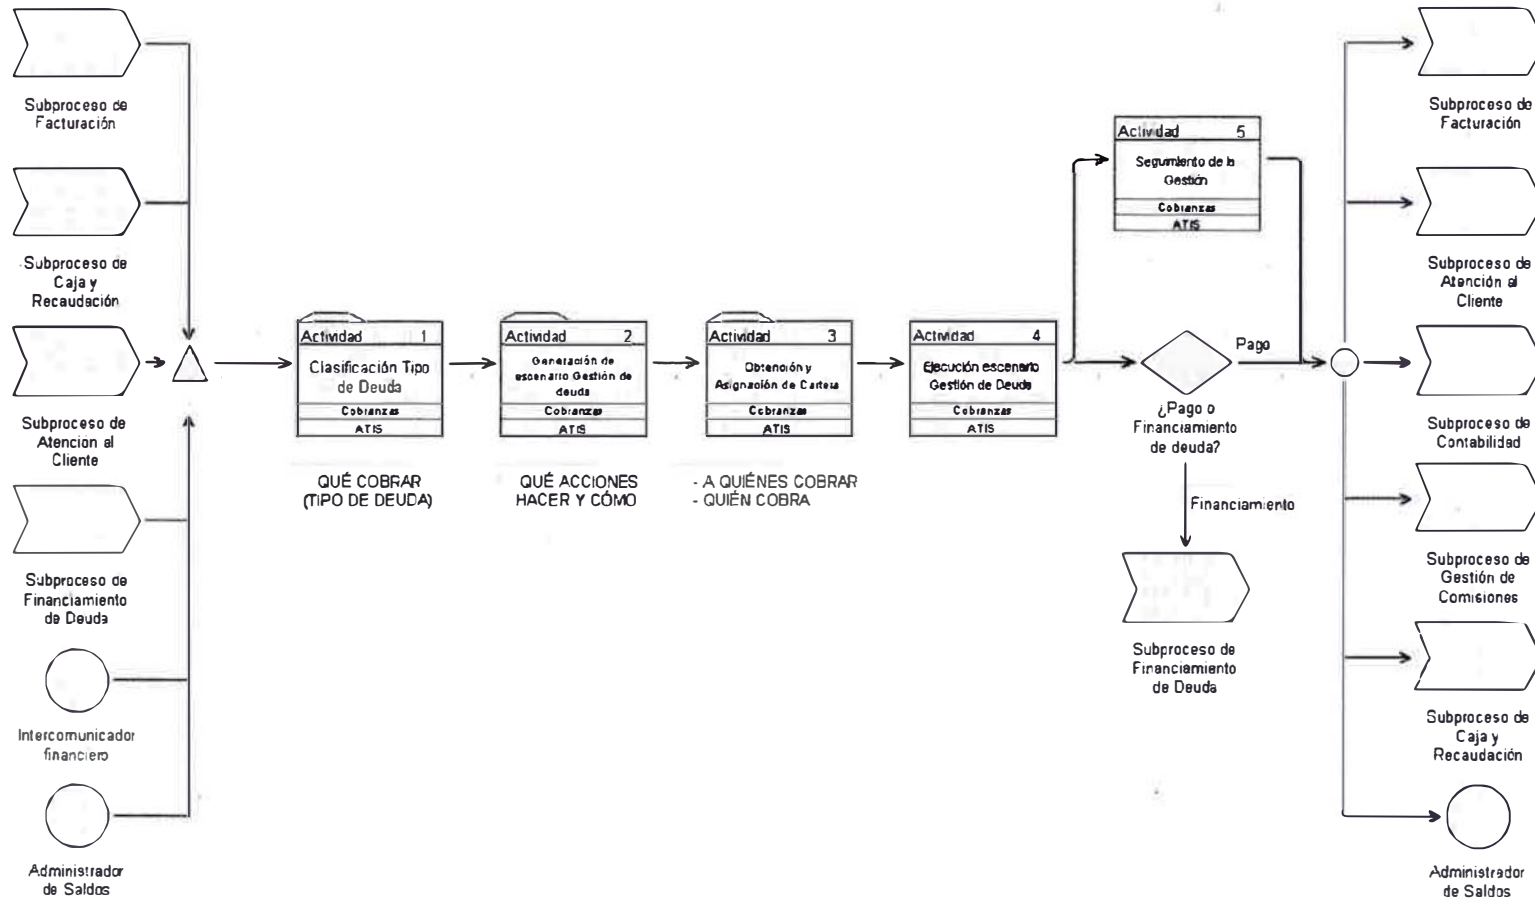 Subproceso de
Facturación
Subproceso de
Caja y
Recaudación
Subproceso de
Atencion al
Cliente
Subproceso de
Financiamiento
de Deuda
Intercomunicador
financiero
Administrador
de Saldos
Actividad 1
Clasificación Tipo
de Deuda
Cobranzas
ATIS
QUÉ COBRAR
(TIPO DE DEUDA)
Actividad 2
Generación de
escenario Gestión de
deuda
Cobranzas
ATIS
QUÉ ACCIONES
HACER Y CÓMO
Actividad 3
Obtención y
Asignación de Cartera
Cobranzas
ATIS
- A QUIÉNES COBRAR
- QUIÉN COBRA
Actividad 4
Ejecución escenario
Gestión de Deuda
Cobranzas
ATIS
Actividad 5
Seguimiento de la
Gestión
Cobranzas
ATIS
Pago
¿Pago o
Financiamiento
de deuda?
Financiamiento
Subproceso de
Financiamiento
de Deuda
Subproceso de
Facturación
Subproceso de
Atención al
Cliente
Subproceso de
Contabilidad
Subproceso de
Gestión de
Comisiones
Subproceso de
Caja y
Recaudación
Administrador
de Saldos